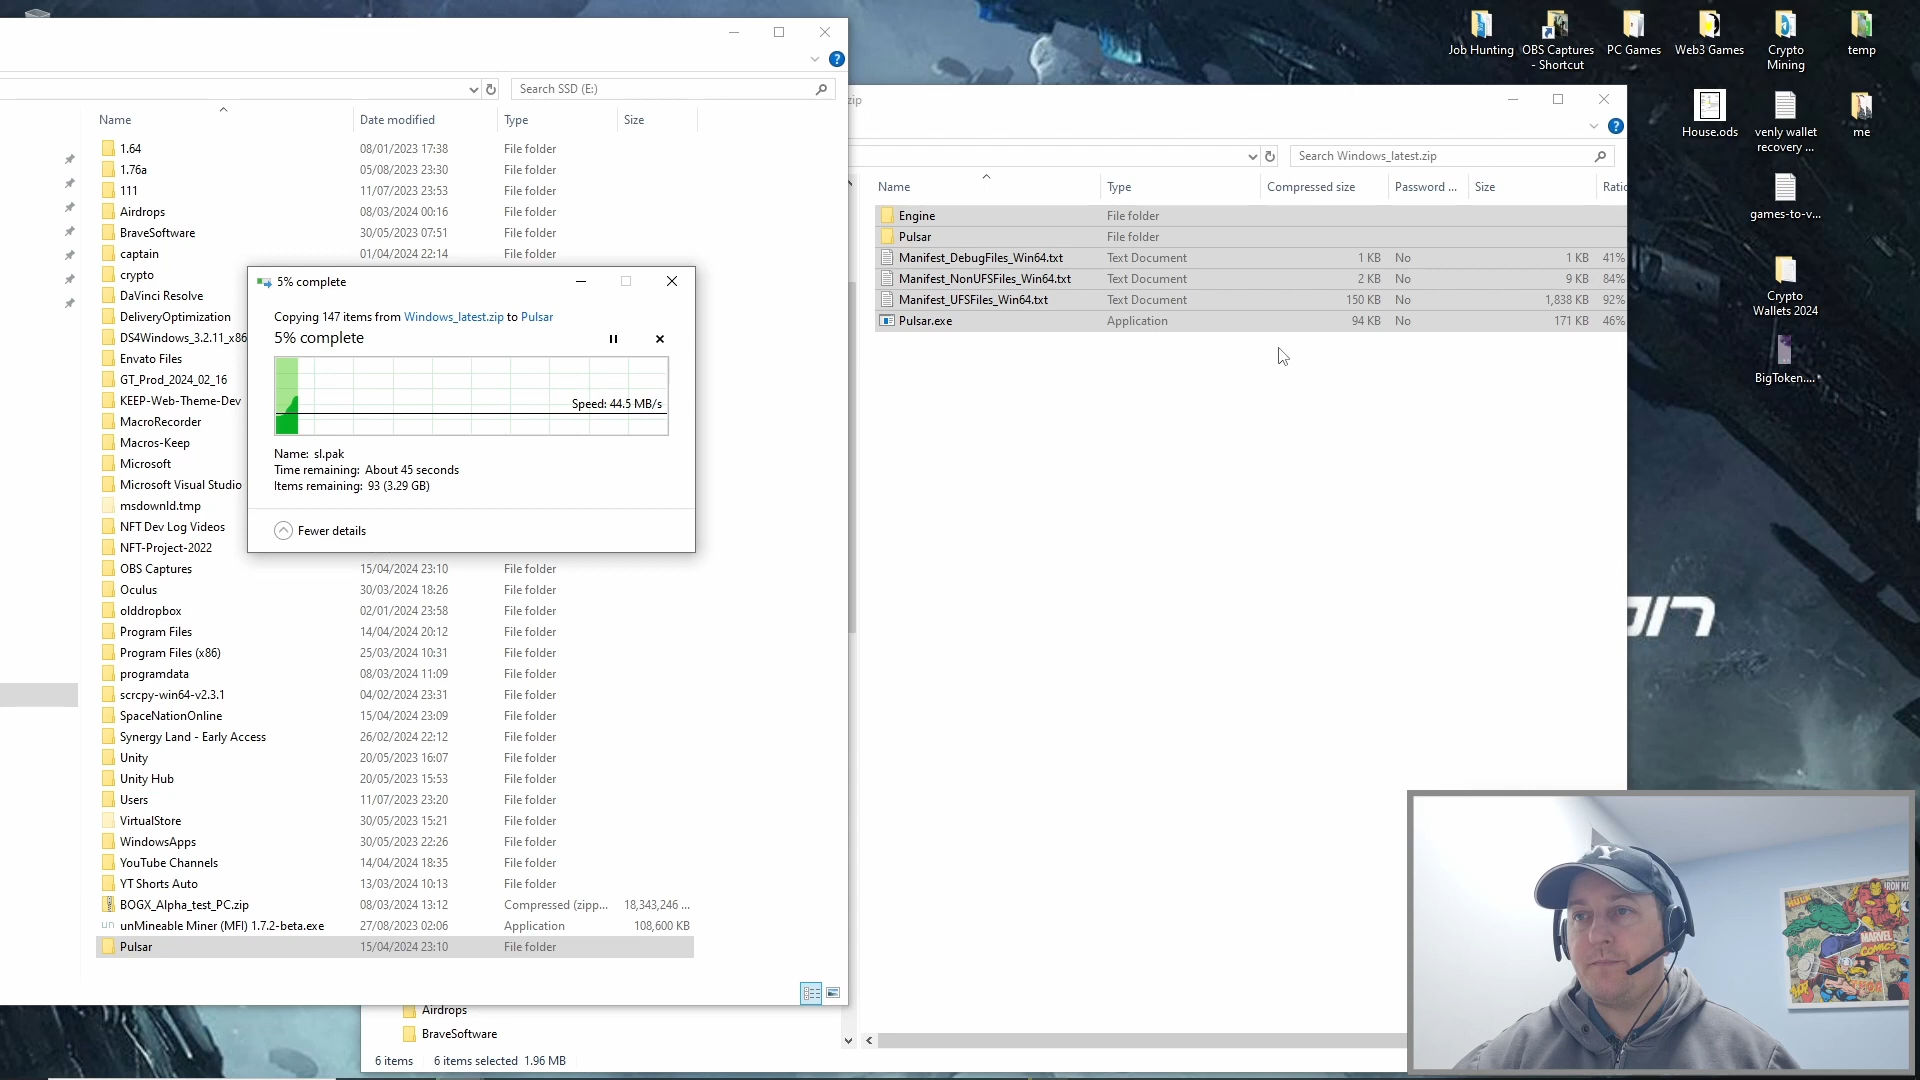 Job Hunting
OBS Captures
- Shortcut
PC Games
Web3 Games
Crypto
Mining
temp
House.ods
venly wallet
recovery ...
me
games-to-v...
Crypto
Wallets 2024
BigToken....
Search SSD (E:)
Name
Date modified
Type
Size
1.64 08/01/2023 17:38 File folder
1.76a 05/08/2023 23:30 File folder
111 11/07/2023 23:53 File folder
Airdrops 08/03/2024 00:16 File folder
BraveSoftware 30/05/2023 07:51 File folder
captain 01/04/2024 22:14 File folder
crypto
DaVinci Resolve
DeliveryOptimization
DS4Windows_3.2.11_x86
Envato Files
GT_Prod_2024_02_16
KEEP-Web-Theme-Dev
MacroRecorder
Macros-Keep
Microsoft
Microsoft Visual Studio
msdownld.tmp
NFT Dev Log Videos
NFT-Project-2022
OBS Captures 15/04/2024 23:10 File folder
Oculus 30/03/2024 18:26 File folder
olddropbox 02/01/2024 23:58 File folder
Program Files 14/04/2024 20:12 File folder
Program Files (x86) 25/03/2024 10:31 File folder
programdata 08/03/2024 11:09 File folder
scrcpy-win64-v2.3.1 04/02/2024 23:31 File folder
SpaceNationOnline 15/04/2024 23:09 File folder
Synergy Land - Early Access 26/02/2024 22:12 File folder
Unity 20/05/2023 16:07 File folder
Unity Hub 20/05/2023 15:53 File folder
Users 11/07/2023 23:20 File folder
VirtualStore 30/05/2023 15:21 File folder
WindowsApps 30/05/2023 22:26 File folder
YouTube Channels 14/04/2024 18:35 File folder
YT Shorts Auto 13/03/2024 10:13 File folder
BOGX_Alpha_test_PC.zip 08/03/2024 13:12 Compressed (zipp... 18,343,246 ...
un unMineable Miner (MFI) 1.7.2-beta.exe 27/08/2023 02:06 Application 108,600 KB
Pulsar 15/04/2024 23:10 File folder
5% complete
Copying 147 items from Windows_latest.zip to Pulsar
5% complete
Speed: 44.5 MB/s
Name: sl.pak
Time remaining: About 45 seconds
Items remaining: 93 (3.29 GB)
Fewer details
zip
Search Windows_latest.zip
Name
Type
Compressed size
Password ...
Size
Ratio
Engine File folder
Pulsar File folder
Manifest_DebugFiles_Win64.txt Text Document 1 KB No 1 KB 41%
Manifest_NonUFSFiles_Win64.txt Text Document 2 KB No 9 KB 84%
Manifest_UFSFiles_Win64.txt Text Document 150 KB No 1,838 KB 92%
Pulsar.exe Application 94 KB No 171 KB 46%
Airdrops
BraveSoftware
6 items 6 items selected 1.96 MB
HULK
IRON MAN
MARVEL
COMICS